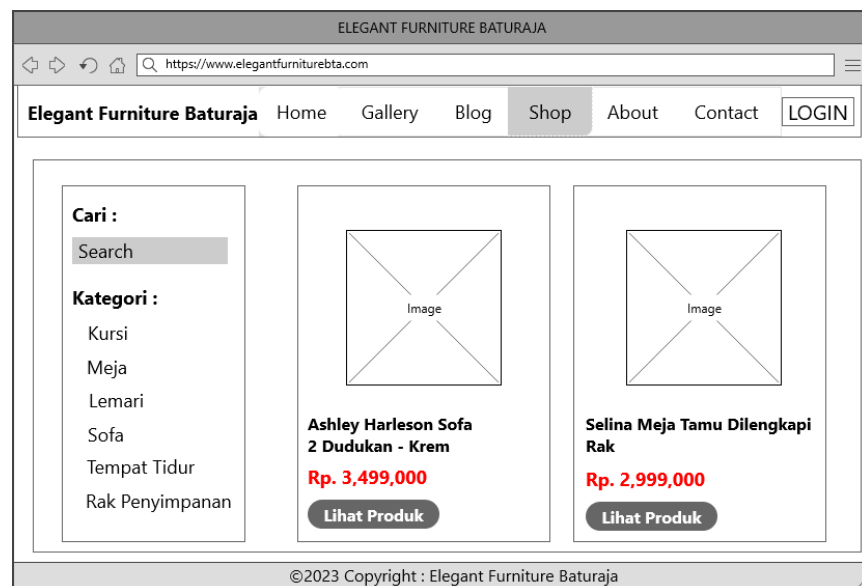 ELEGANT FURNITURE BATURAJA
https://www.elegantfurniturebta.com
Elegant Furniture Baturaja Home Gallery Blog Shop About Contact LOGIN
Cari :
Search
Kategori :
Kursi
Meja
Lemari
Sofa
Tempat Tidur
Rak Penyimpanan
Image
Ashley Harleson Sofa
2 Dudukan - Krem
Rp. 3,499,000
Lihat Produk
Image
Selina Meja Tamu Dilengkapi
Rak
Rp. 2,999,000
Lihat Produk
©2023 Copyright : Elegant Furniture Baturaja